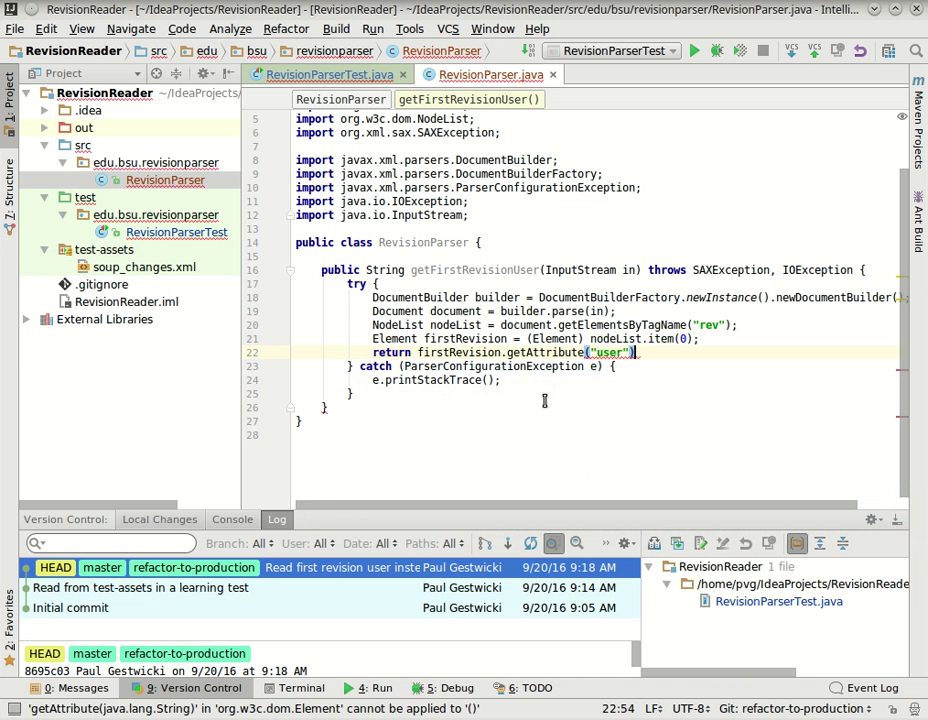 RevisionReader - [~/IdeaProjects/RevisionReader] - [RevisionReader] - ~/IdeaProjects/RevisionReader/src/edu/bsu/revisionparser/RevisionParser.java - Intelli...
File Edit View Navigate Code Analyze Refactor Build Run Tools VCS Window Help
RevisionReader src edu bsu revisionparser RevisionParser RevisionParserTest VCS VCS
Project RevisionParserTest.java × RevisionParser.java ×
RevisionParser getFirstRevisionUser()
1: Project
7: Structure
2: Favorites
RevisionReader ~/IdeaProjects/
.idea
out
src
edu.bsu.revisionparser
RevisionParser
test
edu.bsu.revisionparser
RevisionParserTest
test-assets
soup_changes.xml
.gitignore
RevisionReader.iml
External Libraries
5 import org.w3c.dom.NodeList;
6 import org.xml.sax.SAXException;
7
8 import javax.xml.parsers.DocumentBuilder;
9 import javax.xml.parsers.DocumentBuilderFactory;
10 import javax.xml.parsers.ParserConfigurationException;
11 import java.io.IOException;
12 import java.io.InputStream;
13
14 public class RevisionParser {
15
16 public String getFirstRevisionUser(InputStream in) throws SAXException, IOException {
17 try {
18 DocumentBuilder builder = DocumentBuilderFactory.newInstance().newDocumentBuilder();
19 Document document = builder.parse(in);
20 NodeList nodeList = document.getElementsByTagName("rev");
21 Element firstRevision = (Element) nodeList.item(0);
22 return firstRevision.getAttribute("user")
23 } catch (ParserConfigurationException e) {
24 e.printStackTrace();
25 }
26 }
27 }
28
Maven Projects
Ant Build
Version Control: Local Changes Console Log
Branch: All User: All Date: All Paths: All
HEAD master refactor-to-production Read first revision user inste Paul Gestwicki 9/20/16 9:18 AM
Read from test-assets in a learning test Paul Gestwicki 9/20/16 9:14 AM
Initial commit Paul Gestwicki 9/20/16 9:05 AM
HEAD master refactor-to-production
8695c03 Paul Gestwicki on 9/20/16 at 9:18 AM
RevisionReader 1 file
/home/pvg/IdeaProjects/RevisionReade
RevisionParserTest.java
0: Messages 9: Version Control Terminal 4: Run 5: Debug 6: TODO Event Log
'getAttribute(java.lang.String)' in 'org.w3c.dom.Element' cannot be applied to '()' 22:54 LF UTF-8 Git: refactor-to-production